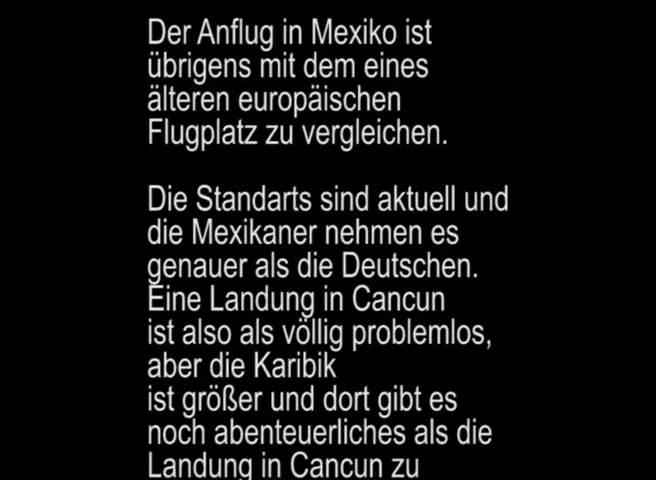 Der Anflug in Mexiko ist
übrigens mit dem eines
älteren europäischen
Flugplatz zu vergleichen.
Die Standarts sind aktuell und
die Mexikaner nehmen es
genauer als die Deutschen.
Eine Landung in Cancun
ist also als völlig problemlos,
aber die Karibik
ist größer und dort gibt es
noch abenteuerliches als die
Landung in Cancun zu